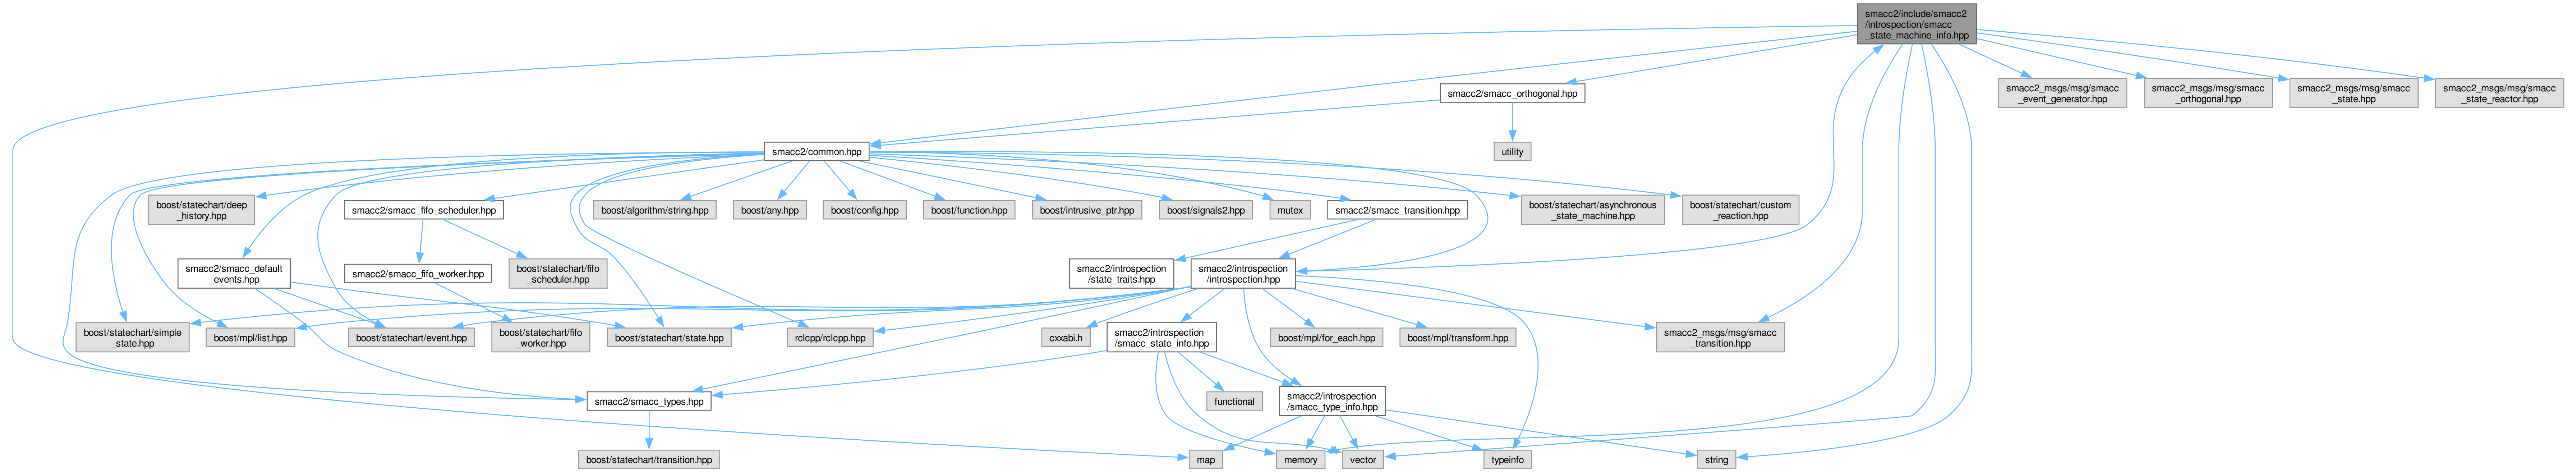 smacc2/include/smacc2
/introspection/smacc
_state_machine_info.hpp
smacc2/smacc_orthogonal.hpp
smacc2_msgs/msg/smacc
_event_generator.hpp
smacc2_msgs/msg/smacc
_orthogonal.hpp
smacc2_msgs/msg/smacc
_state.hpp
smacc2_msgs/msg/smacc
_state_reactor.hpp
smacc2/common.hpp
utility
boost/statechart/deep
_history.hpp
smacc2/smacc_fifo_scheduler.hpp
boost/algorithm/string.hpp
boost/any.hpp
boost/config.hpp
boost/function.hpp
boost/intrusive_ptr.hpp
boost/signals2.hpp
mutex
smacc2/smacc_transition.hpp
boost/statechart/asynchronous
_state_machine.hpp
boost/statechart/custom
_reaction.hpp
smacc2/smacc_default
_events.hpp
smacc2/smacc_fifo_worker.hpp
boost/statechart/fifo
_scheduler.hpp
smacc2/introspection
/state_traits.hpp
smacc2/introspection
/introspection.hpp
boost/statechart/simple
_state.hpp
boost/mpl/list.hpp
boost/statechart/event.hpp
boost/statechart/fifo
_worker.hpp
boost/statechart/state.hpp
rclcpp/rclcpp.hpp
cxxabi.h
smacc2/introspection
/smacc_state_info.hpp
boost/mpl/for_each.hpp
boost/mpl/transform.hpp
smacc2_msgs/msg/smacc
_transition.hpp
smacc2/smacc_types.hpp
functional
smacc2/introspection
/smacc_type_info.hpp
boost/statechart/transition.hpp
map
memory
vector
typeinfo
string